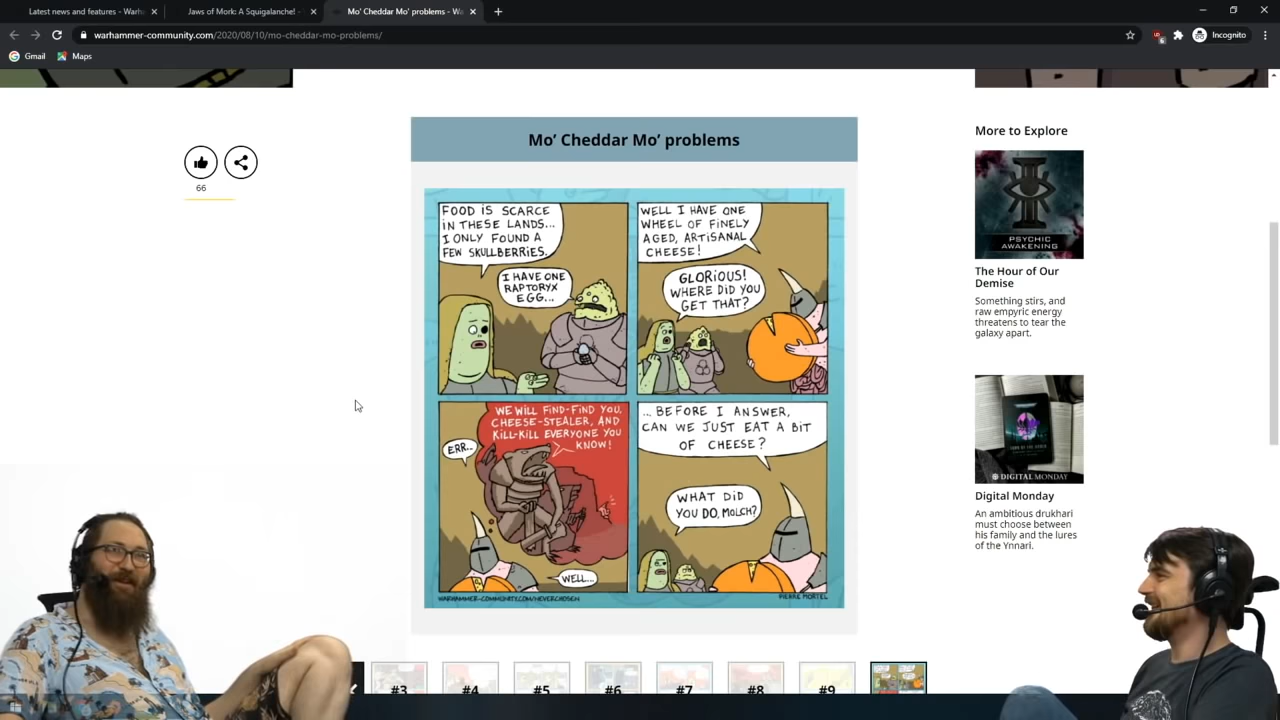 Latest news and features - Warh
Jaws of Mork: A Squigalanche! -
Mo' Cheddar Mo' problems - Wa
warhammer-community.com/2020/08/10/mo-cheddar-mo-problems/
Incognito
Gmail
Maps
66
Mo' Cheddar Mo' problems
FOOD IS SCARCE
IN THESE LANDS...
I ONLY FOUND A
FEW SKULLBERRIES.
I HAVE ONE
RAPTORYX
EGG...
WELL I HAVE ONE
WHEEL OF FINELY
AGED, ARTISANAL
CHEESE!
GLORIOUS!
WHERE DID YOU
GET THAT?
WE WILL FIND-FIND YOU,
CHEESE-STEALER, AND
KILL-KILL EVERYONE YOU
KNOW!
ERR..
WELL...
... BEFORE I ANSWER,
CAN WE JUST EAT A BIT
OF CHEESE?
WHAT DID
YOU DO, MOLCH?
WARHAMMER-COMMUNITY.COM/NEVERCHOSEN
PIERRE MORTEL
#3
#4
#5
#6
#7
#8
#9
More to Explore
PSYCHIC
AWAKENING
The Hour of Our
Demise
Something stirs, and
raw empyric energy
threatens to tear the
galaxy apart.
DIGITAL MONDAY
Digital Monday
An ambitious drukhari
must choose between
his family and the lures
of the Ynnari.